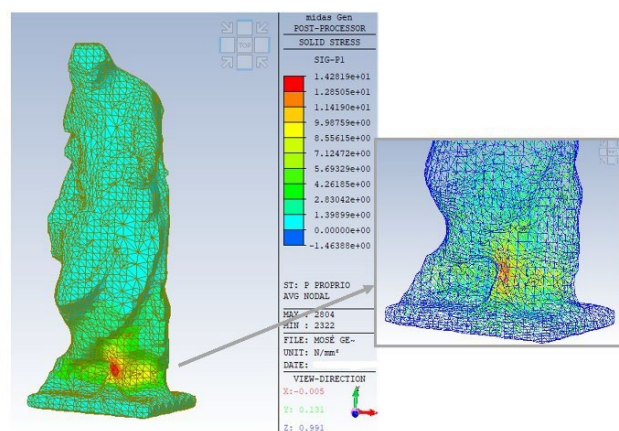 TOP
midas Gen
POST-PROCESSOR
SOLID STRESS
SIG-P1
1.42819e+01
1.28505e+01
1.14190e+01
9.98759e+00
8.55615e+00
7.12472e+00
5.69329e+00
4.26185e+00
2.83042e+00
1.39899e+00
0.00000e+00
-1.46388e+00
ST: P PROPRIO
AVG NODAL
MAX : 2804
MIN : 2322
FILE: MOSÉ GE~
UNIT: N/mm²
DATE:
VIEW-DIRECTION
X:-0.005
Y: 0.131
Z: 0.991